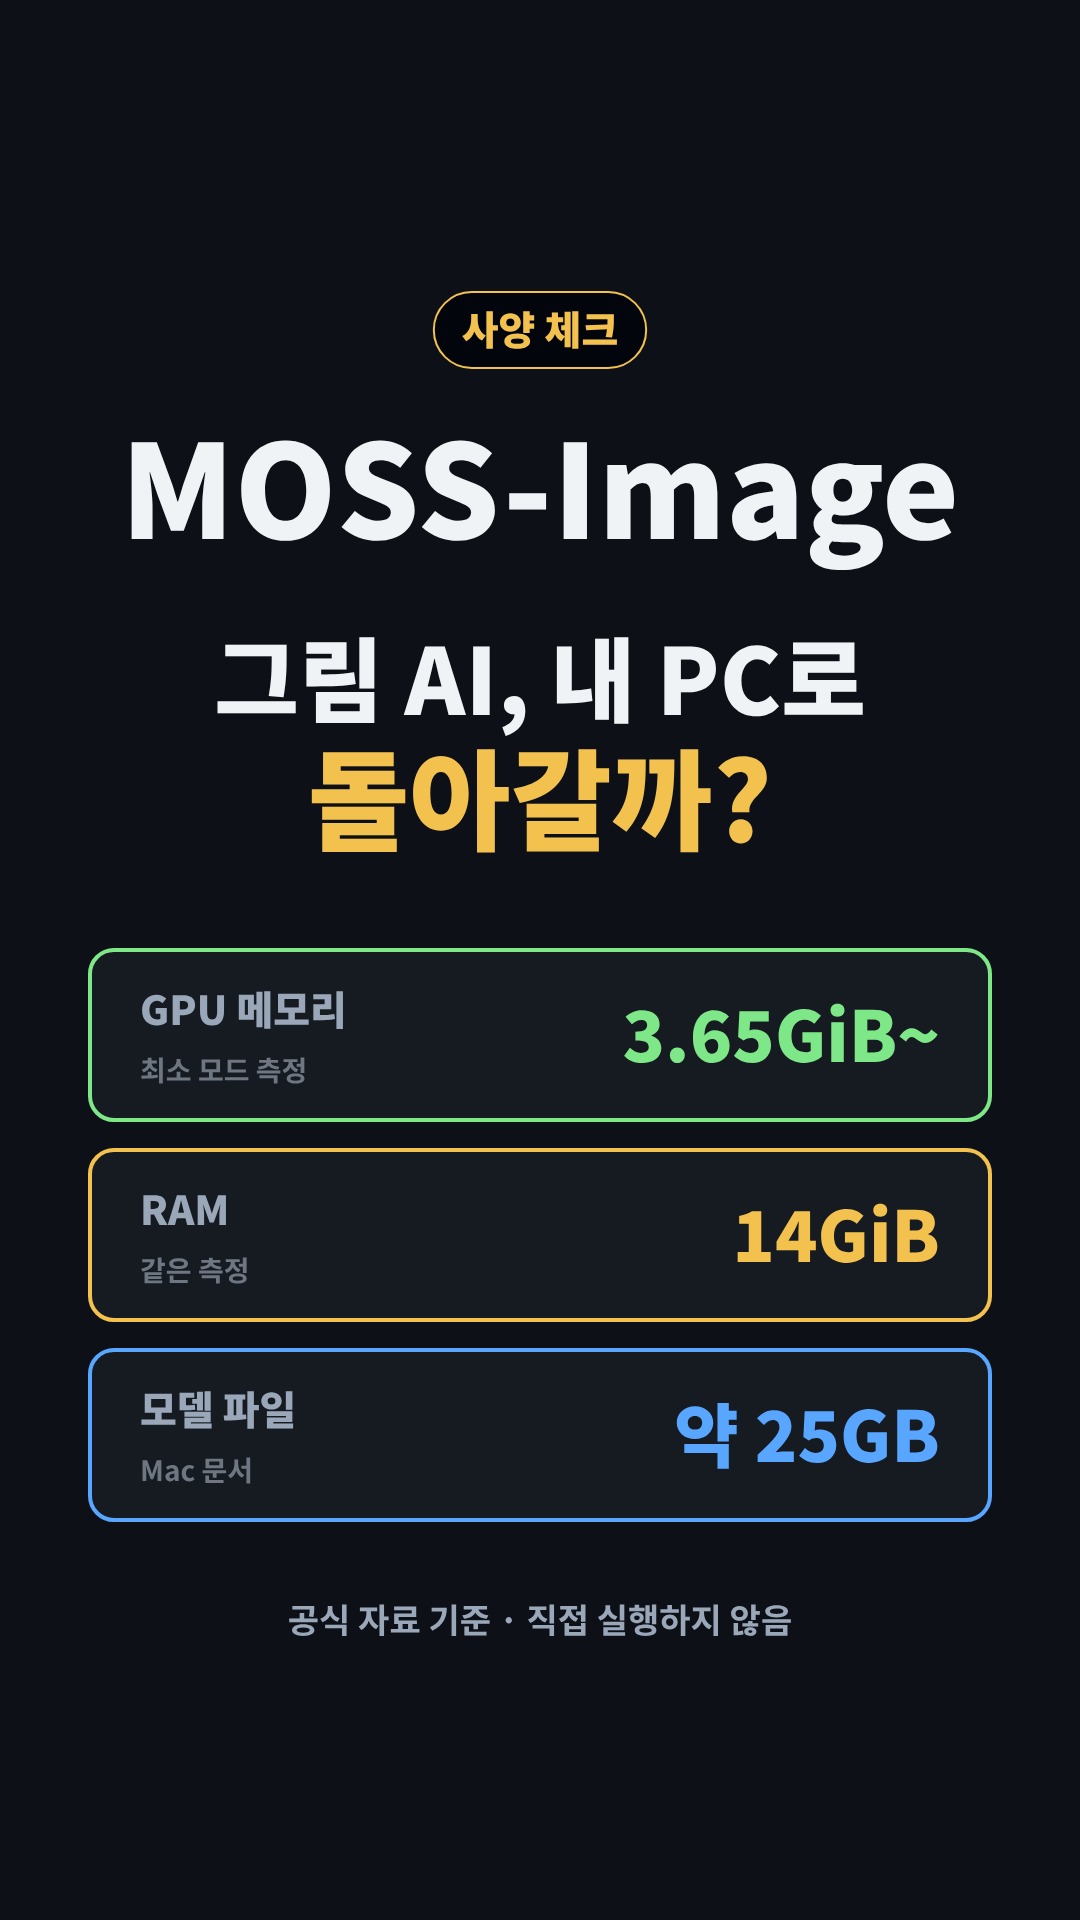 사양 체크
MOSS-Image
그림 AI, 내 PC로
돌아갈까?
GPU 메모리
최소 모드 측정
3.65GiB~
RAM
같은 측정
14GiB
모델 파일
Mac 문서
약 25GB
공식 자료 기준 · 직접 실행하지 않음